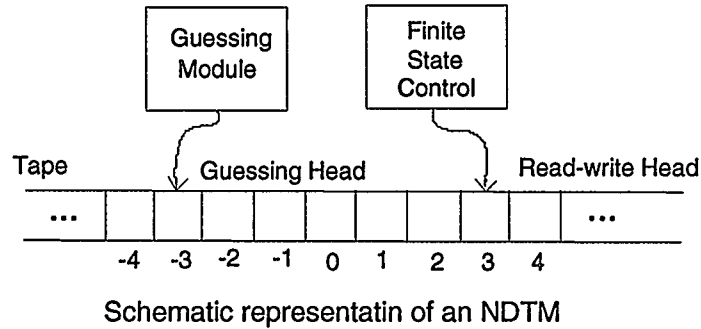 Guessing
Module
Finite
State
Control
Tape
Guessing Head
Read-write Head
... ...
-4 -3 -2 -1 0 1 2 3 4
Schematic representatin of an NDTM